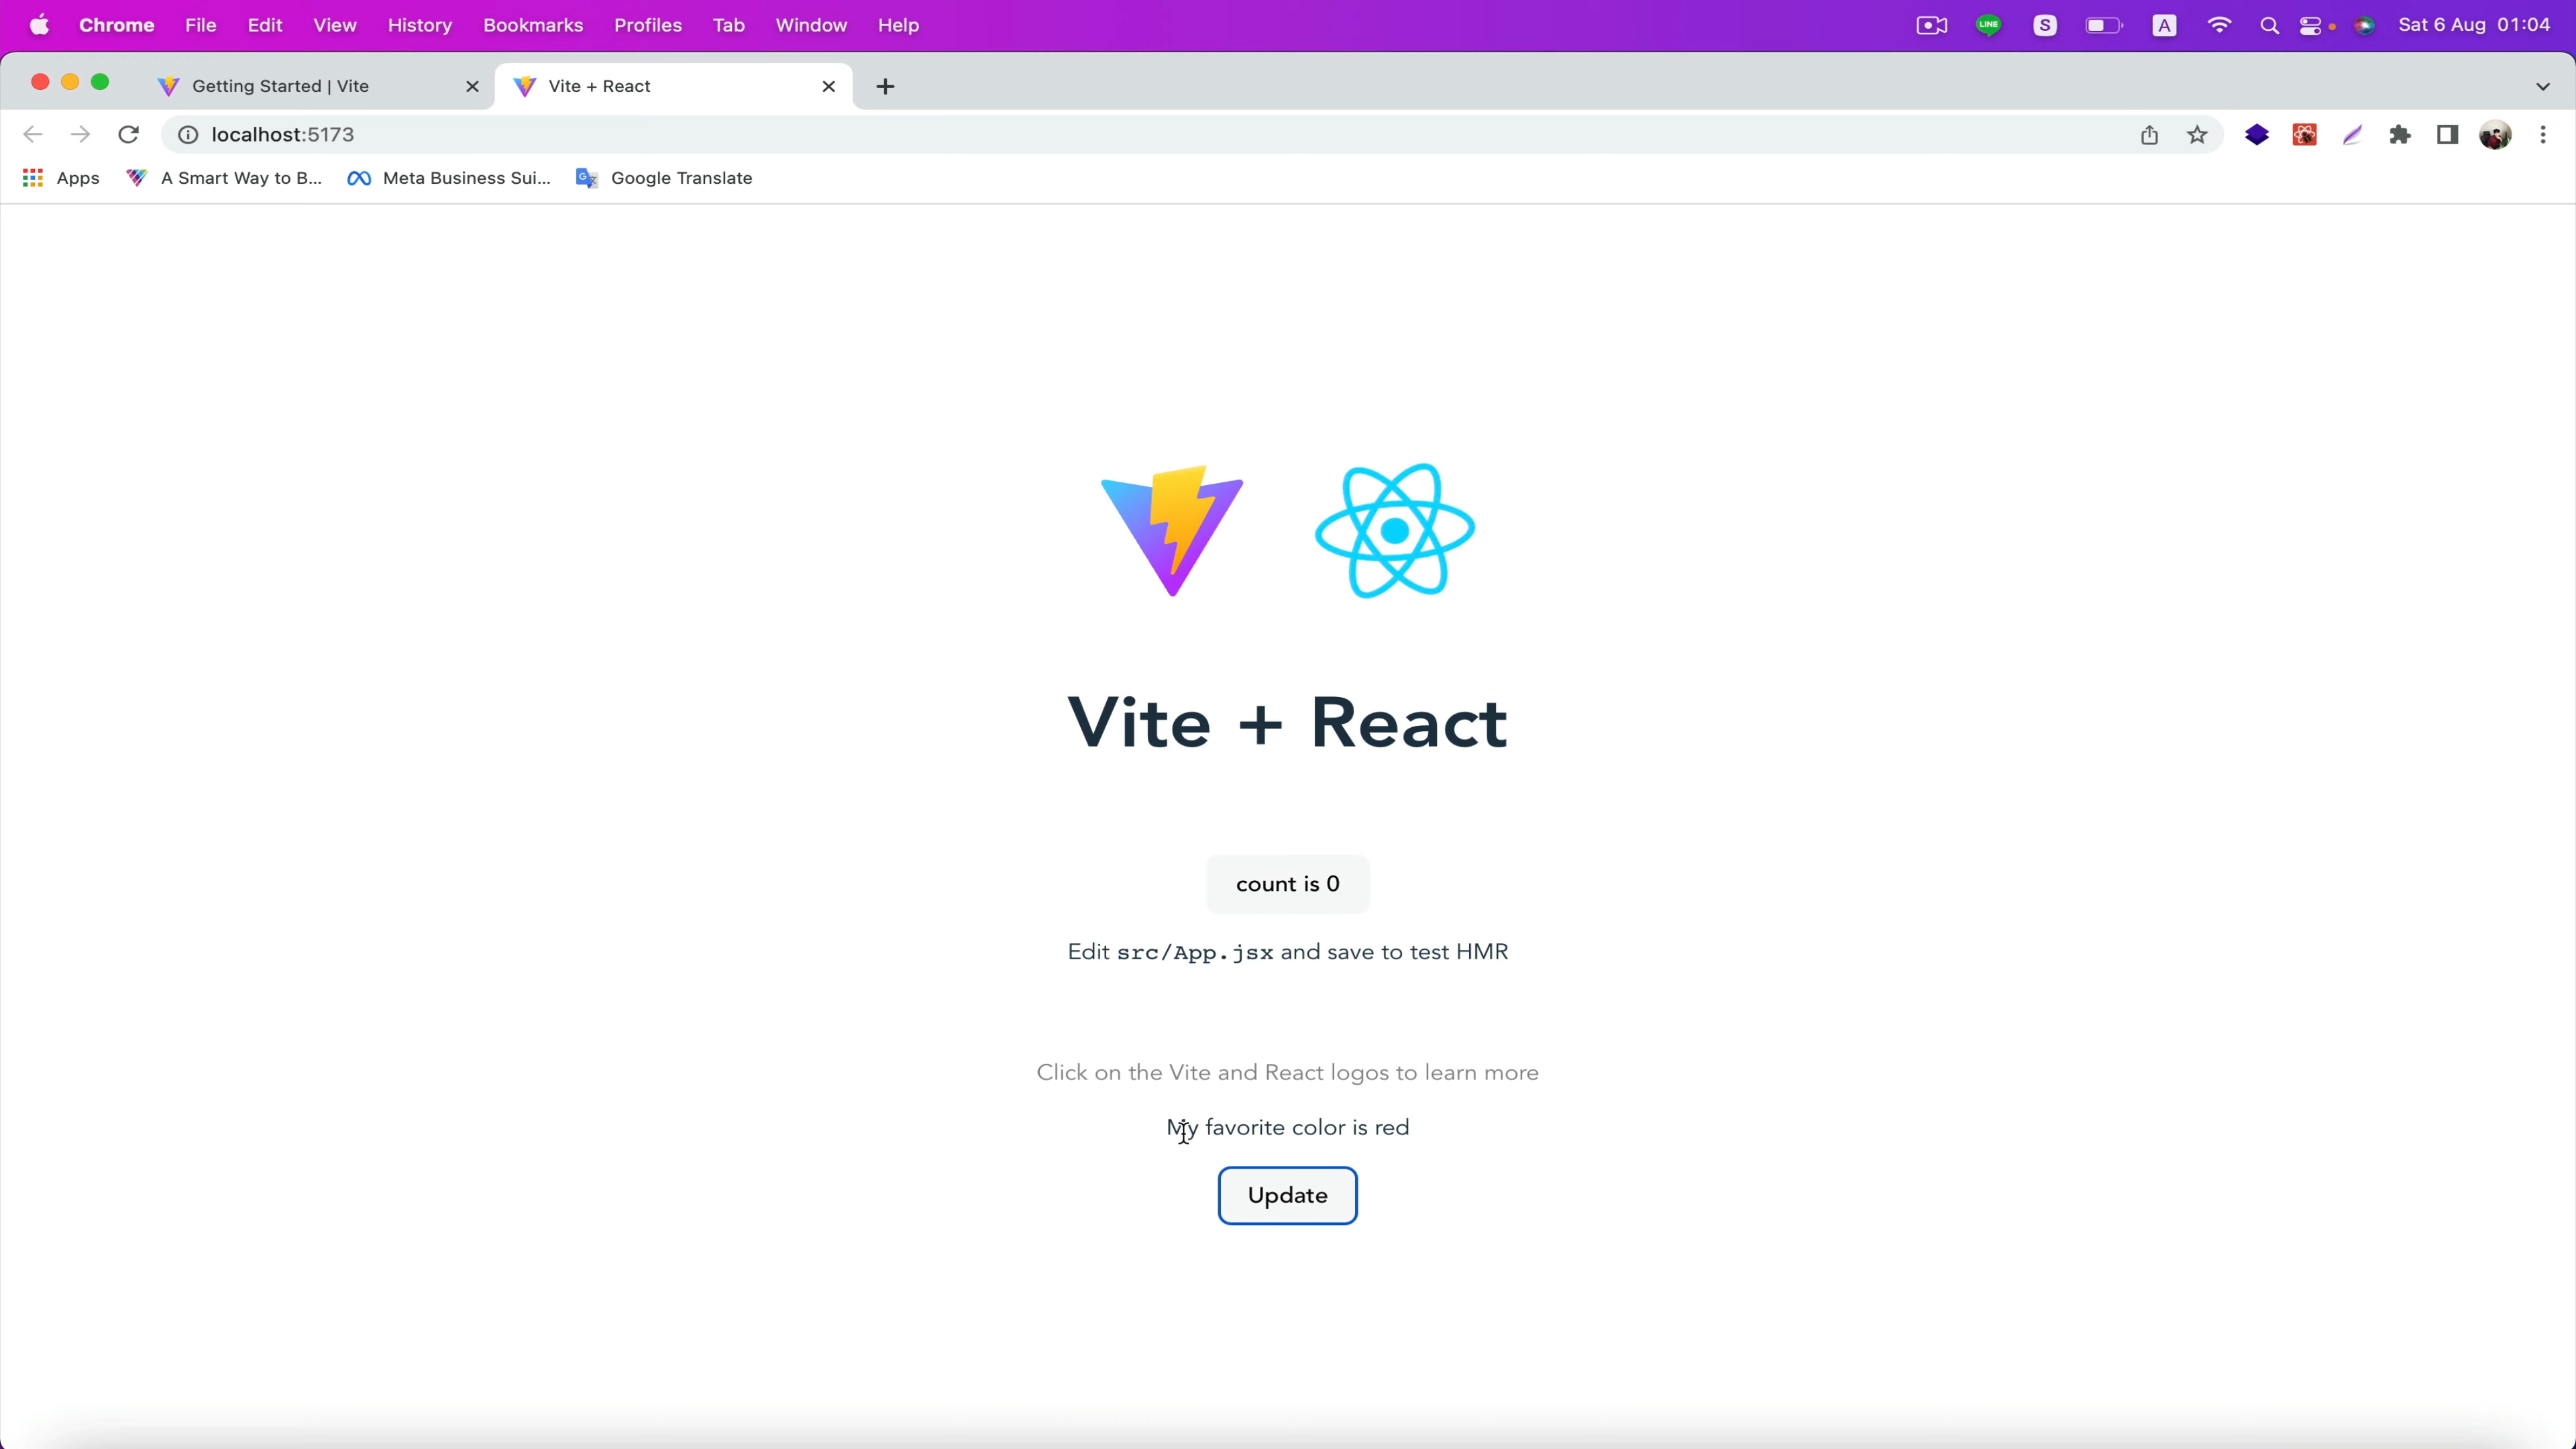 Chrome File Edit View History Bookmarks Profiles Tab Window Help LINE S A Sat 6 Aug 01:04
Getting Started | Vite Vite + React
localhost:5173
Apps A Smart Way to B... Meta Business Sui... Google Translate
Vite + React
count is 0
Edit src/App.jsx and save to test HMR
Click on the Vite and React logos to learn more
My favorite color is red
Update